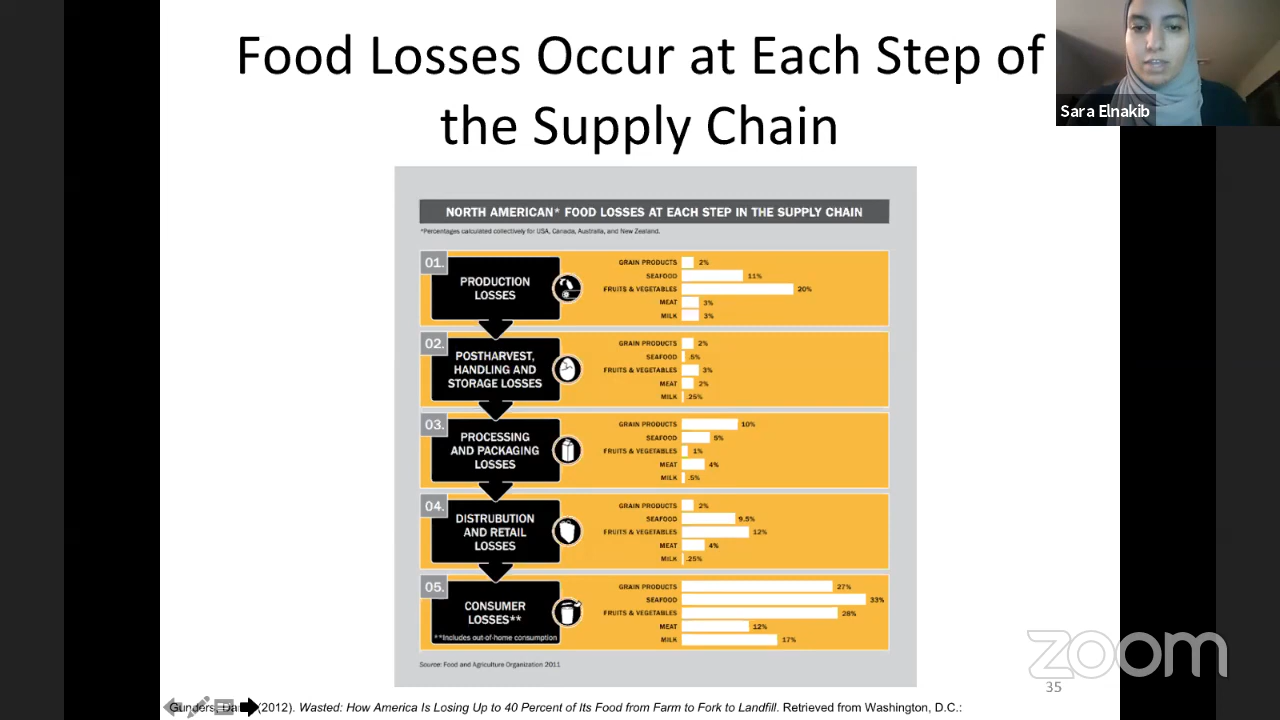 Food Losses Occur at Each Step of
the Supply Chain
Sara Elnakib
NORTH AMERICAN* FOOD LOSSES AT EACH STEP IN THE SUPPLY CHAIN
*Percentages calculated collectively for USA, Canada, Australia, and New Zealand.
01.
PRODUCTION
LOSSES
GRAIN PRODUCTS 2%
SEAFOOD 11%
FRUITS & VEGETABLES 20%
MEAT 3%
MILK 3%
02.
POSTHARVEST,
HANDLING AND
STORAGE LOSSES
GRAIN PRODUCTS 2%
SEAFOOD .5%
FRUITS & VEGETABLES 3%
MEAT 2%
MILK .25%
03.
PROCESSING
AND PACKAGING
LOSSES
GRAIN PRODUCTS 10%
SEAFOOD 5%
FRUITS & VEGETABLES 1%
MEAT 4%
MILK .5%
04.
DISTRUBUTION
AND RETAIL
LOSSES
GRAIN PRODUCTS 2%
SEAFOOD 9.5%
FRUITS & VEGETABLES 12%
MEAT 4%
MILK .25%
05.
CONSUMER
LOSSES**
**Includes out-of-home consumption
GRAIN PRODUCTS 27%
SEAFOOD 33%
FRUITS & VEGETABLES 28%
MEAT 12%
MILK 17%
Source: Food and Agriculture Organization 2011
zoom
35
(2012). Wasted: How America Is Losing Up to 40 Percent of Its Food from Farm to Fork to Landfill. Retrieved from Washington, D.C.: